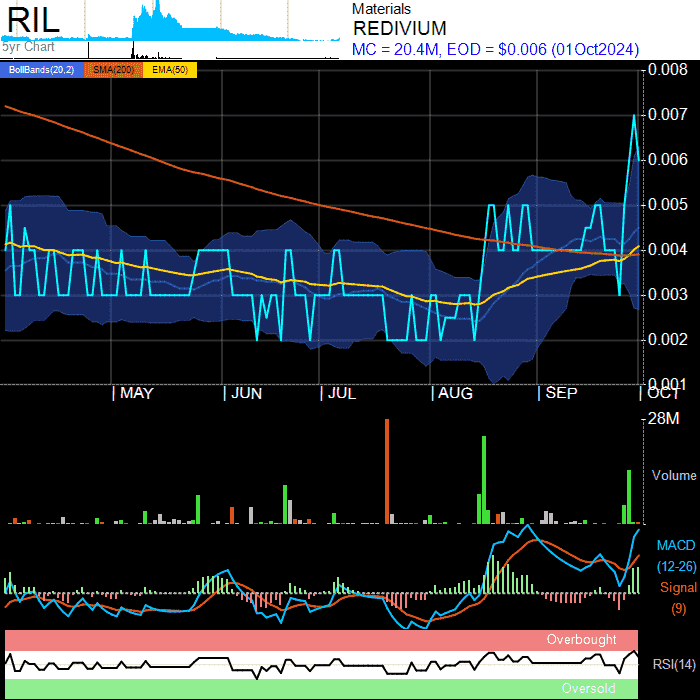 RIL
5yr Chart
Materials
REDIVIUM
MC = 20.4M, EOD = $0.006 (01Oct2024)
BollBands(20,2) SMA(200) EMA(50)
0.008
0.007
0.006
0.005
0.004
0.003
0.002
0.001
| MAY | JUN | JUL | AUG | SEP | OCT
28M
Volume
MACD
(12-26)
Signal
(9)
Overbought
RSI(14)
Oversold